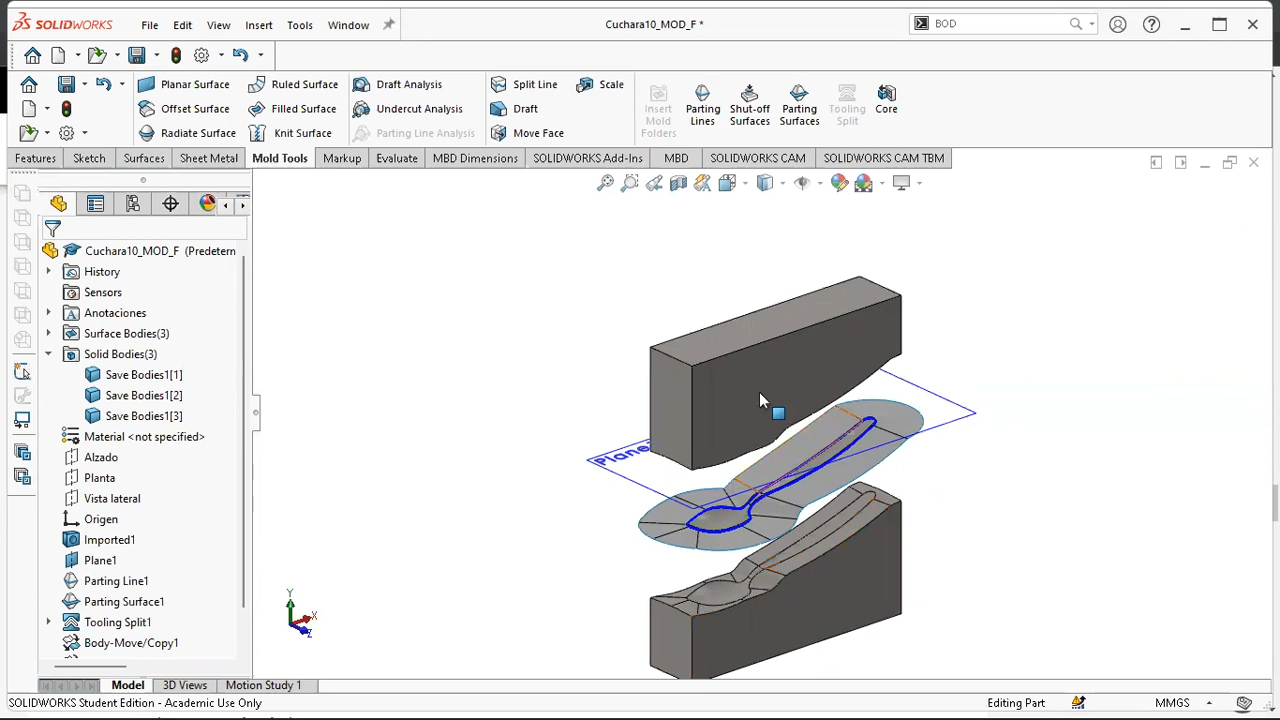 SOLIDWORKS File Edit View Insert Tools Window Cuchara10_MOD_F * BOD
Planar Surface Ruled Surface Draft Analysis Split Line Scale
Offset Surface Filled Surface Undercut Analysis Draft
Radiate Surface Knit Surface Parting Line Analysis Move Face
Insert Mold Folders
Parting Lines
Shut-off Surfaces
Parting Surfaces
Tooling Split
Core
Features Sketch Surfaces Sheet Metal Mold Tools Markup Evaluate MBD Dimensions SOLIDWORKS Add-Ins MBD SOLIDWORKS CAM SOLIDWORKS CAM TBM
Cuchara10_MOD_F (Predetern
History
Sensors
Anotaciones
Surface Bodies(3)
Solid Bodies(3)
Save Bodies1[1]
Save Bodies1[2]
Save Bodies1[3]
Material <not specified>
Alzado
Planta
Vista lateral
Origen
Imported1
Plane1
Parting Line1
Parting Surface1
Tooling Split1
Body-Move/Copy1
Y
X
Z
Model 3D Views Motion Study 1
SOLIDWORKS Student Edition - Academic Use Only Editing Part MMGS